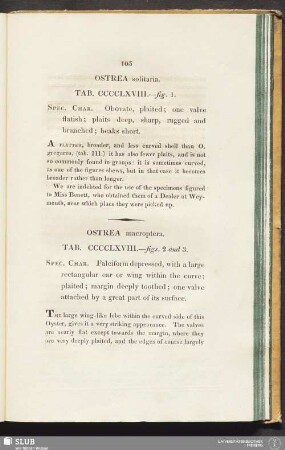 105
OSTREA solitaria.
TAB. CCCCLXVIII.—fig. 1.
Spec. Char. Obovate, plaited; one valve
flatish; plaits deep, sharp, rugged and
branched; beaks short.
A flatter, broader, and less curved shell than O.
gregarea, (tab. 111.) it has also fewer plaits, and is not
so commonly found in groups: it is sometimes curved,
as one of the figures shows, but in that case it becomes
broader rather than longer.
We are indebted for the use of the specimens figured
to Miss Benett, who obtained them of a Dealer at Wey-
mouth, near which place they were picked up.
OSTREA macroptera.
TAB. CCCCLXVIII.—figs. 2 and 3.
Spec. Char. Falciform depressed, with a large
rectangular ear or wing within the curve;
plaited; margin deeply toothed; one valve
attached by a great part of its surface.
The large wing-like lobe within the curved side of this
Oyster, gives it a very striking appearance. The valves
are nearly flat except towards the margin, where they
are very deeply plaited, and the edges of course largely
SLUB